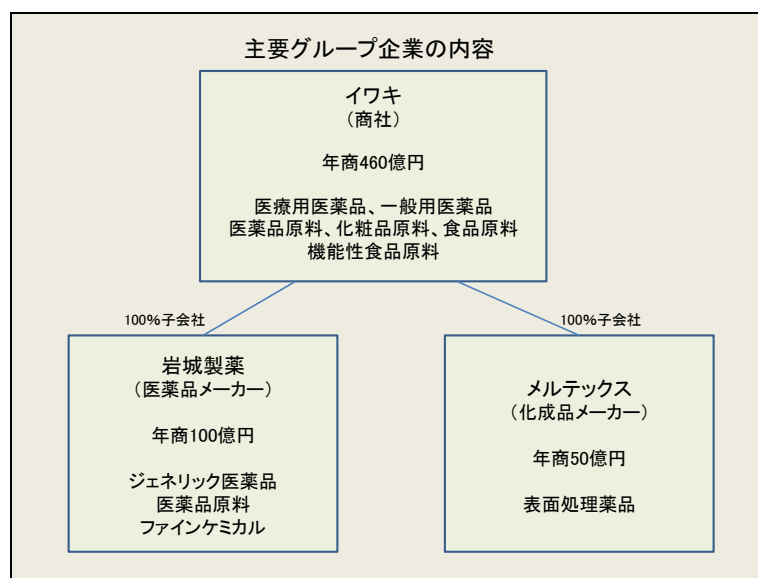 主要グループ企業の内容
イワキ
（商社）
年商460億円
医療用医薬品、一般用医薬品
医薬品原料、化粧品原料、食品原料
機能性食品原料
100%子会社
100%子会社
岩城製薬
（医薬品メーカー）
年商100億円
ジェネリック医薬品
医薬品原料
ファインケミカル
メルテックス
（化成品メーカー）
年商50億円
表面処理薬品